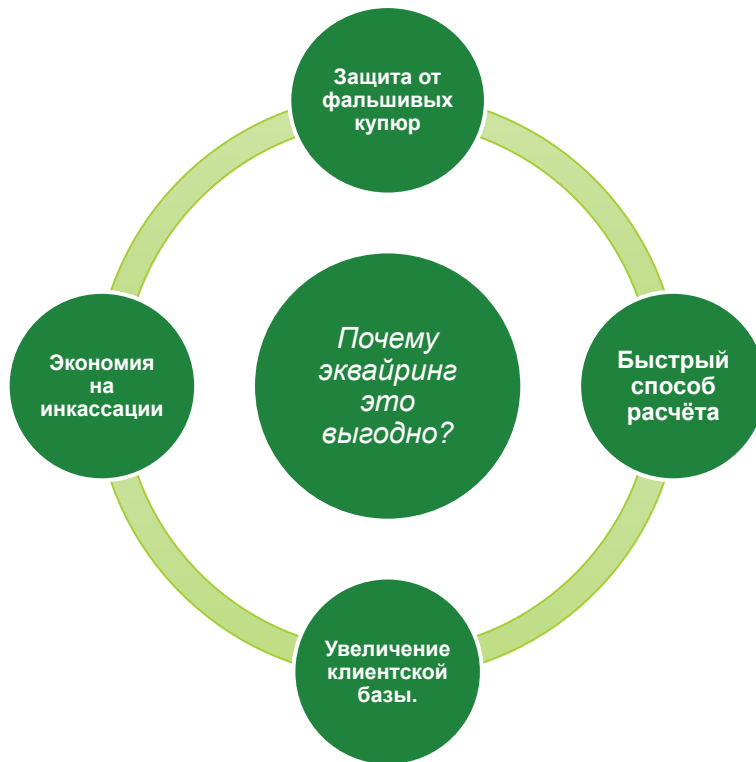 Защита от
фальшивых
купюр
Экономия
на
инкассации
Почему
эквайринг
это
выгодно?
Быстрый
способ
расчёта
Увеличение
клиентской
базы.